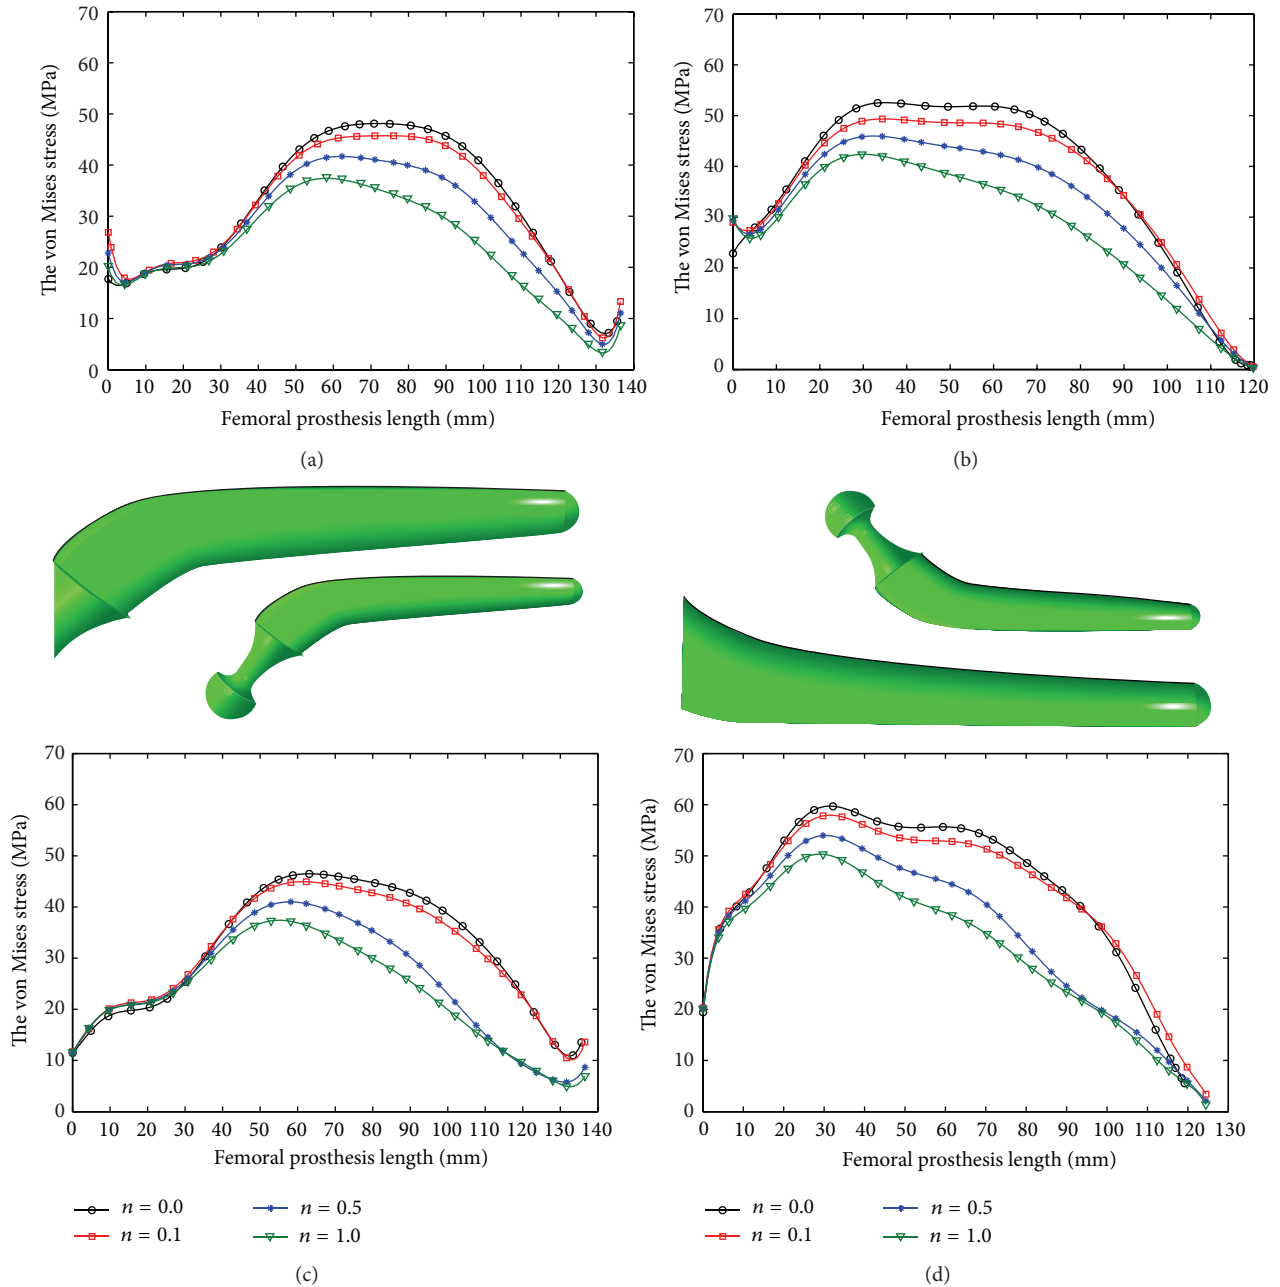 70
60
50
40
30
20
10
0
The von Mises stress (MPa)
0 10 20 30 40 50 60 70 80 90 100 110 120 130 140
Femoral prosthesis length (mm)
(a)
70
60
50
40
30
20
10
0
The von Mises stress (MPa)
0 10 20 30 40 50 60 70 80 90 100 110 120
Femoral prosthesis length (mm)
(b)
70
60
50
40
30
20
10
0
The von Mises stress (MPa)
0 10 20 30 40 50 60 70 80 90 100 110 120 130 140
Femoral prosthesis length (mm)
n = 0.0
n = 0.1
n = 0.5
n = 1.0
(c)
70
60
50
40
30
20
10
0
The von Mises stress (MPa)
0 10 20 30 40 50 60 70 80 90 100 110 120 130
Femoral prosthesis length (mm)
n = 0.0
n = 0.1
n = 0.5
n = 1.0
(d)